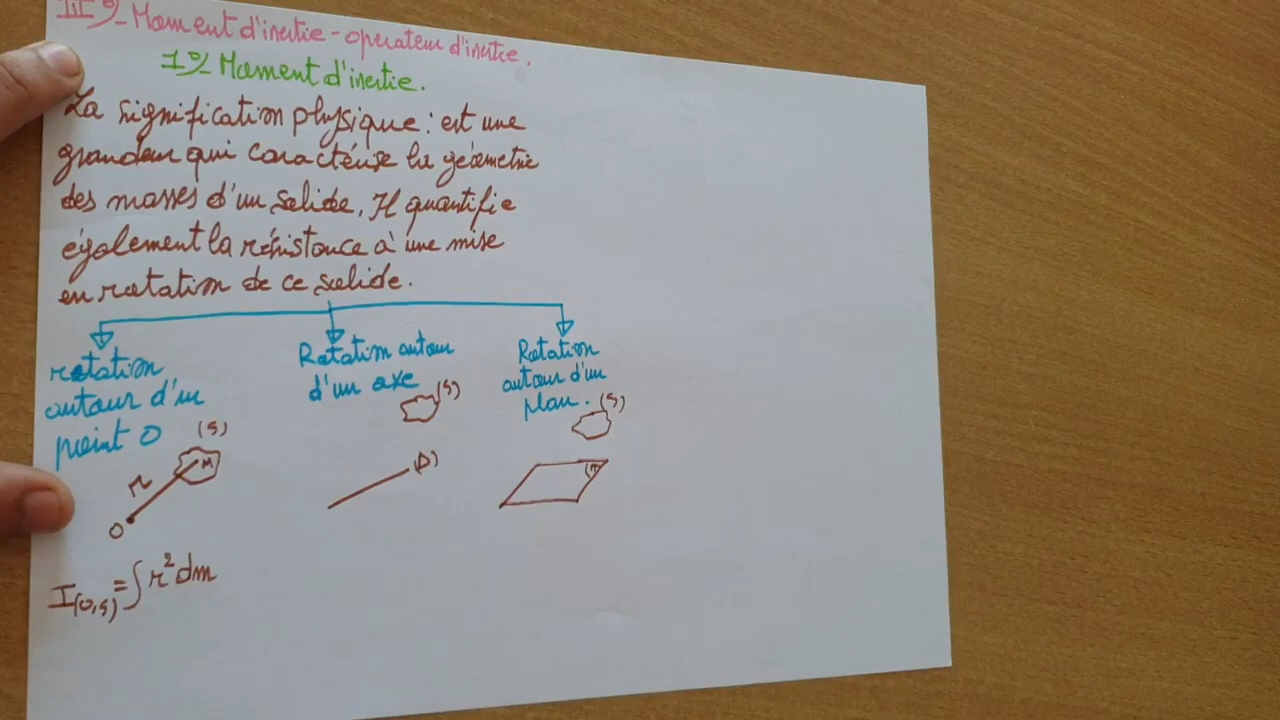 III°/- Moment d'inertie - operateur d'inertie.
1°/- Moment d'inertie.
La signification physique : est une
grandeur qui caractérise la géometrie
des masses d'un solide, Il quantifie
également la résistance à une mise
en rotation de ce solide.
rotation
autour d'un
point O
(S)
M
r
O
I(O,S) = ∫ r² dm
Rotation autour
d'un axe
(S)
(Δ)
Rotation
autour d'un
plan.
(S)
(π)